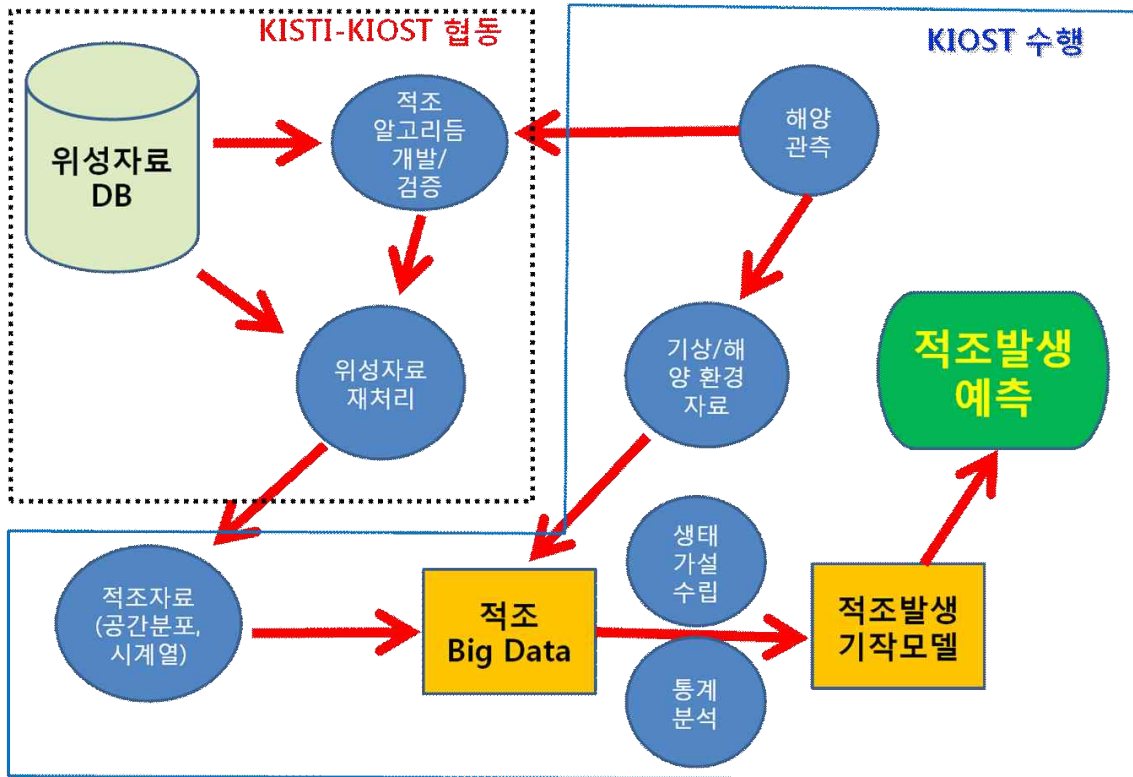 KISTI-KIOST 협동
KIOST 수행
위성자료
DB
적조
알고리듬
개발/
검증
해양
관측
위성자료
재처리
기상/해
양 환경
자료
적조발생
예측
적조자료
(공간분포,
시계열)
적조
Big Data
생태
가설
수립
통계
분석
적조발생
기작모델